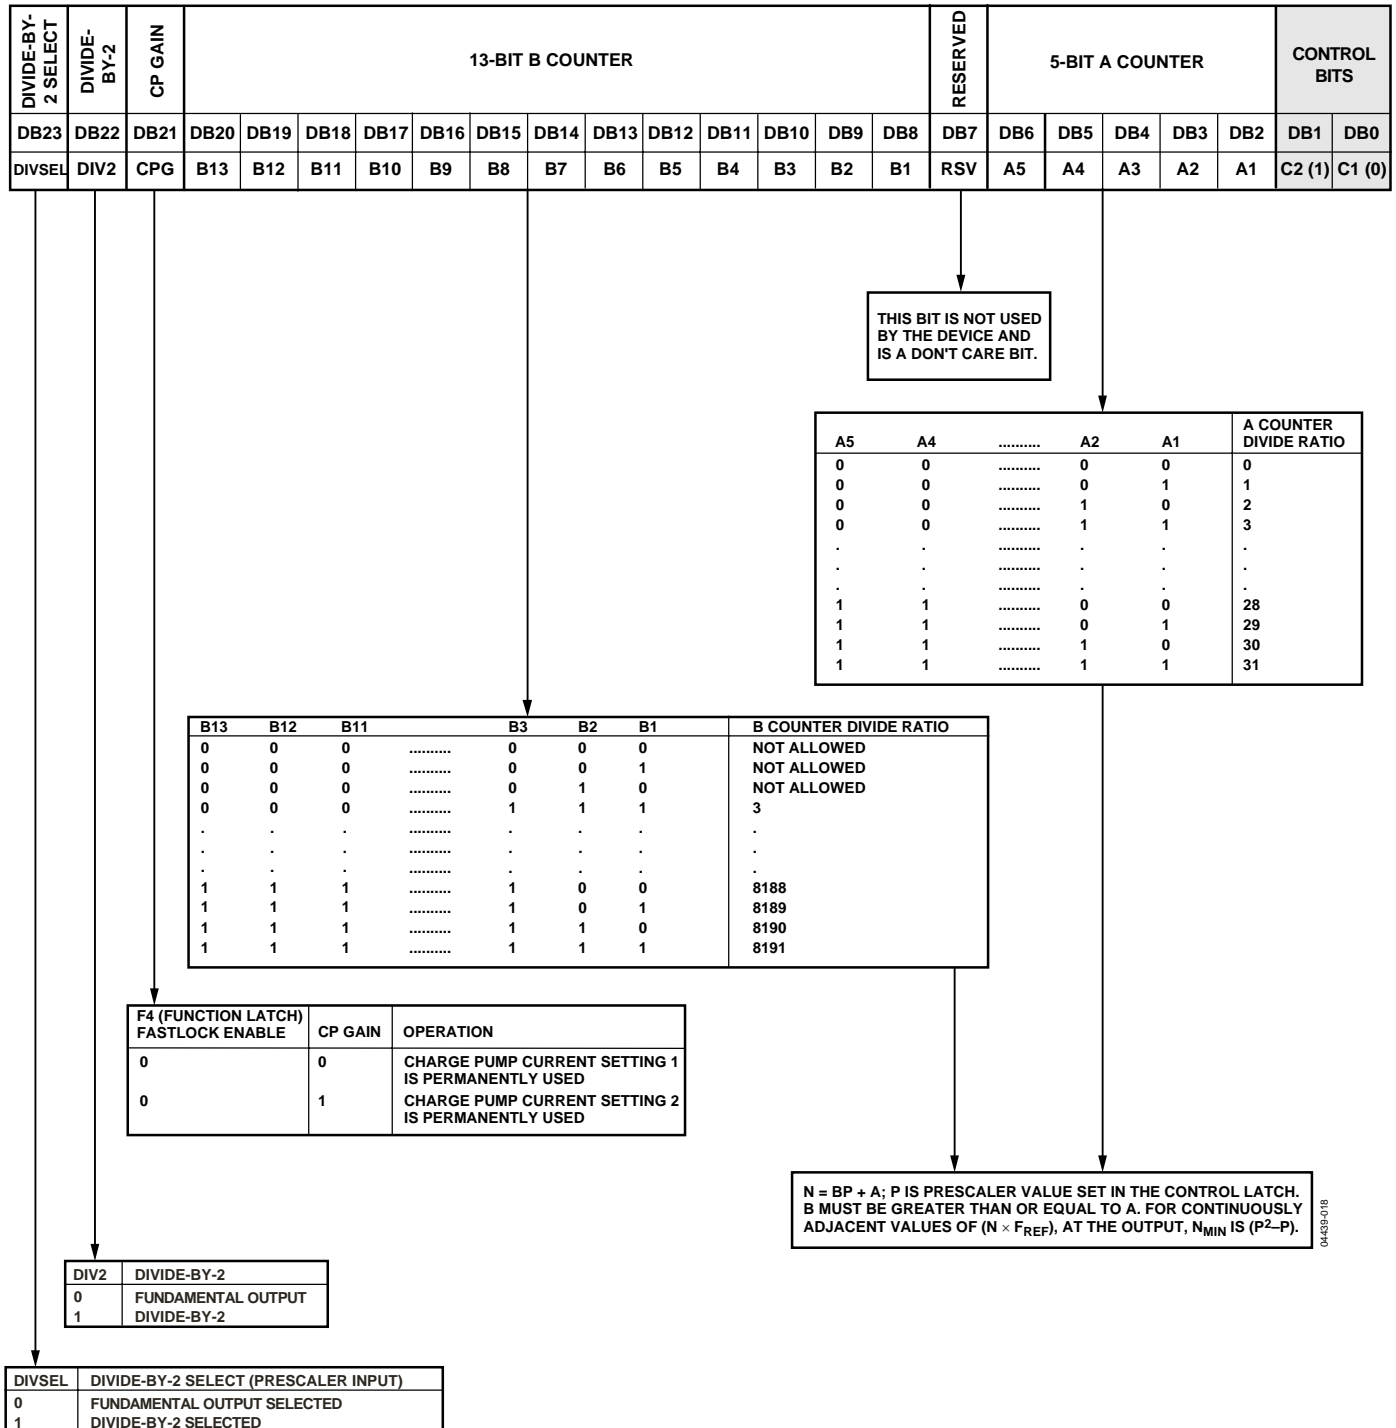 DIVIDE-BY-
2 SELECT
DIVIDE-
BY-2
CP GAIN
13-BIT B COUNTER
RESERVED
5-BIT A COUNTER
CONTROL
BITS
DB23 DB22 DB21 DB20 DB19 DB18 DB17 DB16 DB15 DB14 DB13 DB12 DB11 DB10 DB9 DB8 DB7 DB6 DB5 DB4 DB3 DB2 DB1 DB0
DIVSEL DIV2 CPG B13 B12 B11 B10 B9 B8 B7 B6 B5 B4 B3 B2 B1 RSV A5 A4 A3 A2 A1 C2 (1) C1 (0)
THIS BIT IS NOT USED
BY THE DEVICE AND
IS A DON'T CARE BIT.
A COUNTER
A5 A4 .......... A2 A1 DIVIDE RATIO
0 0 .......... 0 0 0
0 0 .......... 0 1 1
0 0 .......... 1 0 2
0 0 .......... 1 1 3
. . .......... . . .
. . .......... . . .
. . .......... . . .
1 1 .......... 0 0 28
1 1 .......... 0 1 29
1 1 .......... 1 0 30
1 1 .......... 1 1 31
B13 B12 B11 B3 B2 B1 B COUNTER DIVIDE RATIO
0 0 0 .......... 0 0 0 NOT ALLOWED
0 0 0 .......... 0 0 1 NOT ALLOWED
0 0 0 .......... 0 1 0 NOT ALLOWED
0 0 0 .......... 1 1 1 3
. . . .......... . . . .
. . . .......... . . . .
. . . .......... . . . .
1 1 1 .......... 1 0 0 8188
1 1 1 .......... 1 0 1 8189
1 1 1 .......... 1 1 0 8190
1 1 1 .......... 1 1 1 8191
F4 (FUNCTION LATCH)
FASTLOCK ENABLE CP GAIN OPERATION
0 0 CHARGE PUMP CURRENT SETTING 1
IS PERMANENTLY USED
0 1 CHARGE PUMP CURRENT SETTING 2
IS PERMANENTLY USED
N = BP + A; P IS PRESCALER VALUE SET IN THE CONTROL LATCH.
B MUST BE GREATER THAN OR EQUAL TO A. FOR CONTINUOUSLY
ADJACENT VALUES OF (N × FREF), AT THE OUTPUT, NMIN IS (P²–P).
04439-018
DIV2 DIVIDE-BY-2
0 FUNDAMENTAL OUTPUT
1 DIVIDE-BY-2
DIVSEL DIVIDE-BY-2 SELECT (PRESCALER INPUT)
0 FUNDAMENTAL OUTPUT SELECTED
1 DIVIDE-BY-2 SELECTED